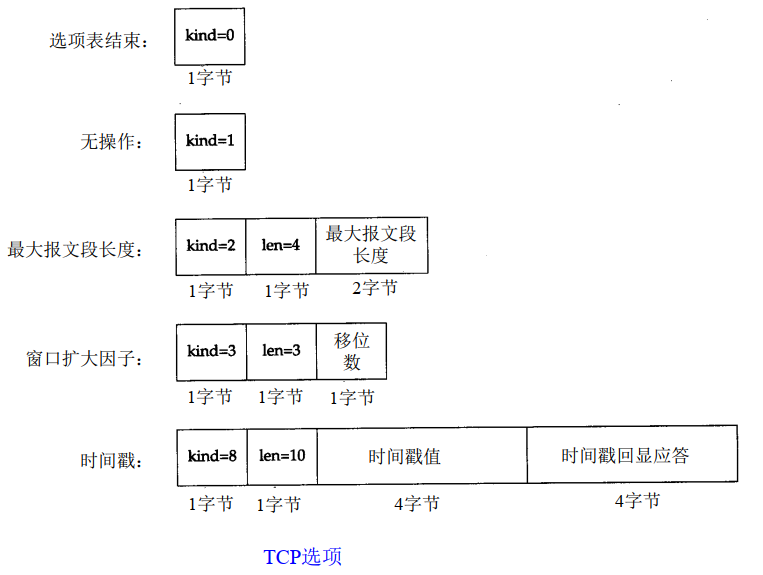 选项表结束：
kind=0
1字节
无操作：
kind=1
1字节
最大报文段长度：
kind=2
len=4
最大报文段
长度
1字节
1字节
2字节
窗口扩大因子：
kind=3
len=3
移位
数
1字节
1字节
1字节
时间戳：
kind=8
len=10
时间戳值
时间戳回显应答
1字节
1字节
4字节
4字节
TCP选项